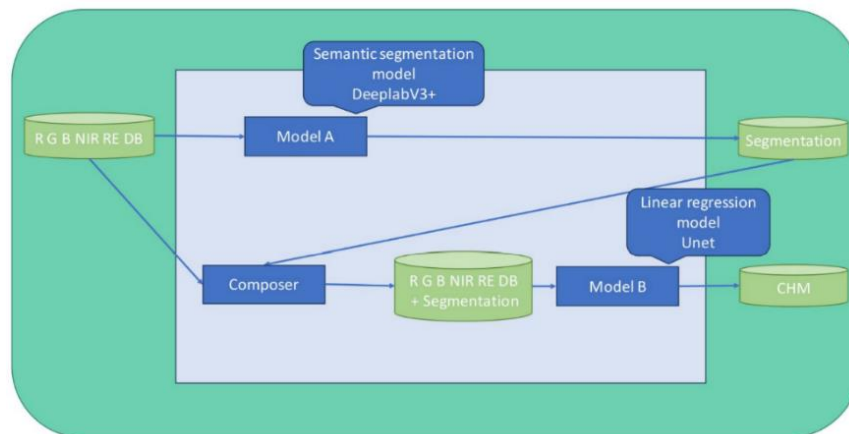 Semantic segmentation
model
DeeplabV3+
R G B NIR RE DB
Model A
Segmentation
Linear regression
model
Unet
Composer
R G B NIR RE DB
+ Segmentation
Model B
CHM